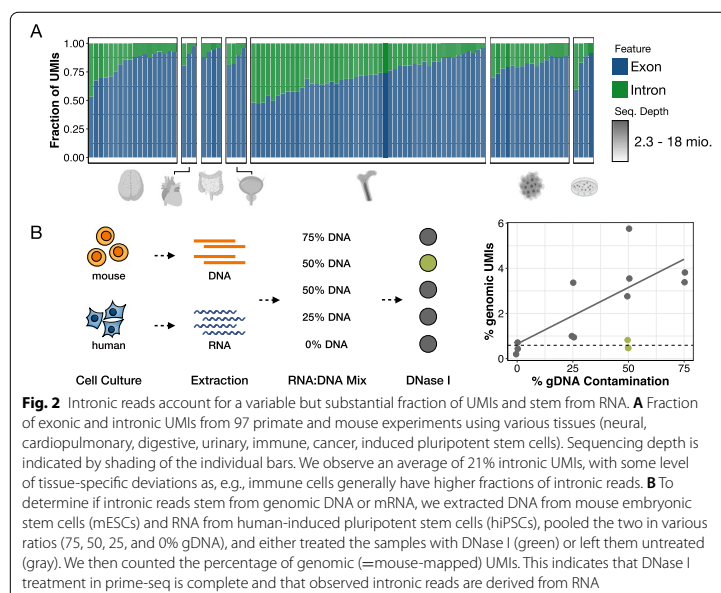 A
1.00
0.75
0.50
0.25
0.00
Fraction of UMIs
Feature
Exon
Intron
Seq. Depth
2.3 - 18 mio.
B
mouse
human
DNA
RNA
75% DNA
50% DNA
50% DNA
25% DNA
0% DNA
Cell Culture
Extraction
RNA:DNA Mix
DNase I
6
4
2
0
% genomic UMIs
0
25
50
75
% gDNA Contamination
Fig. 2 Intronic reads account for a variable but substantial fraction of UMIs and stem from RNA. A Fraction
of exonic and intronic UMIs from 97 primate and mouse experiments using various tissues (neural,
cardiopulmonary, digestive, urinary, immune, cancer, induced pluripotent stem cells). Sequencing depth is
indicated by shading of the individual bars. We observe an average of 21% intronic UMIs, with some level
of tissue-specific deviations as, e.g., immune cells generally have higher fractions of intronic reads. B To
determine if intronic reads stem from genomic DNA or mRNA, we extracted DNA from mouse embryonic
stem cells (mESCs) and RNA from human-induced pluripotent stem cells (hiPSCs), pooled the two in various
ratios (75, 50, 25, and 0% gDNA), and either treated the samples with DNase I (green) or left them untreated
(gray). We then counted the percentage of genomic (=mouse-mapped) UMIs. This indicates that DNase I
treatment in prime-seq is complete and that observed intronic reads are derived from RNA